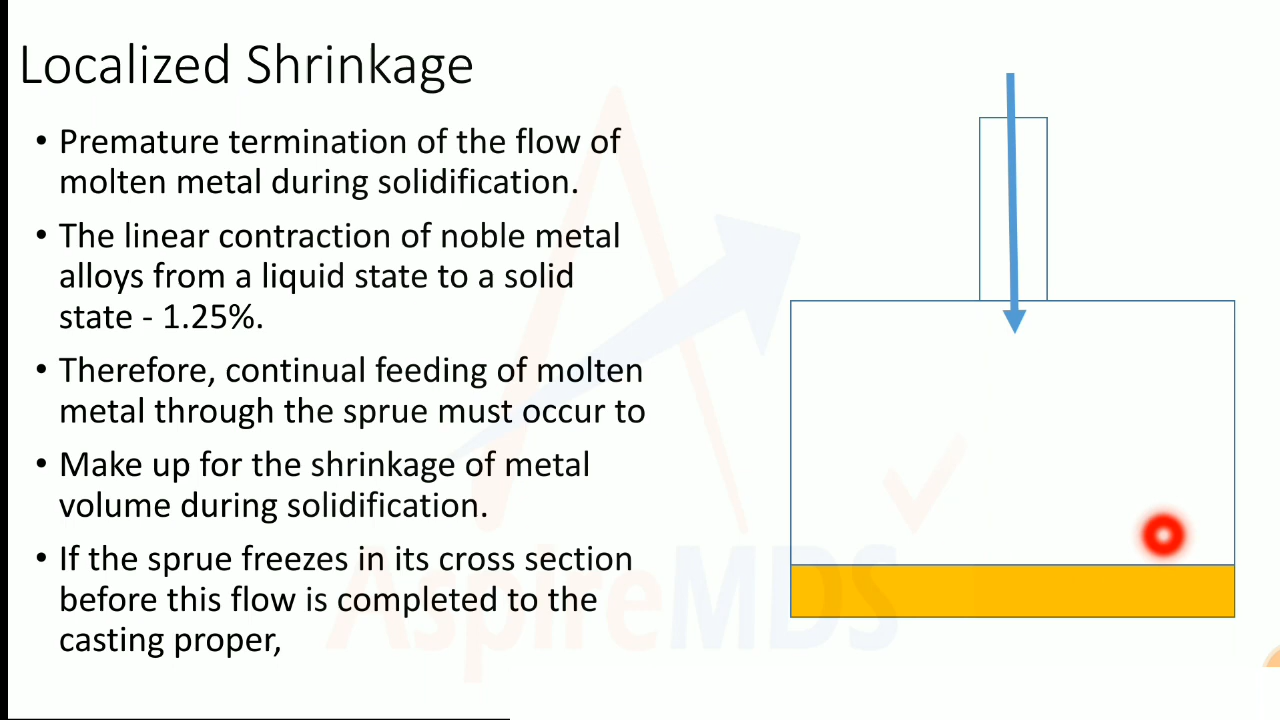 Localized Shrinkage
• Premature termination of the flow of
molten metal during solidification.
• The linear contraction of noble metal
alloys from a liquid state to a solid
state - 1.25%.
• Therefore, continual feeding of molten
metal through the sprue must occur to
• Make up for the shrinkage of metal
volume during solidification.
• If the sprue freezes in its cross section
before this flow is completed to the
casting proper,
AspireMDS